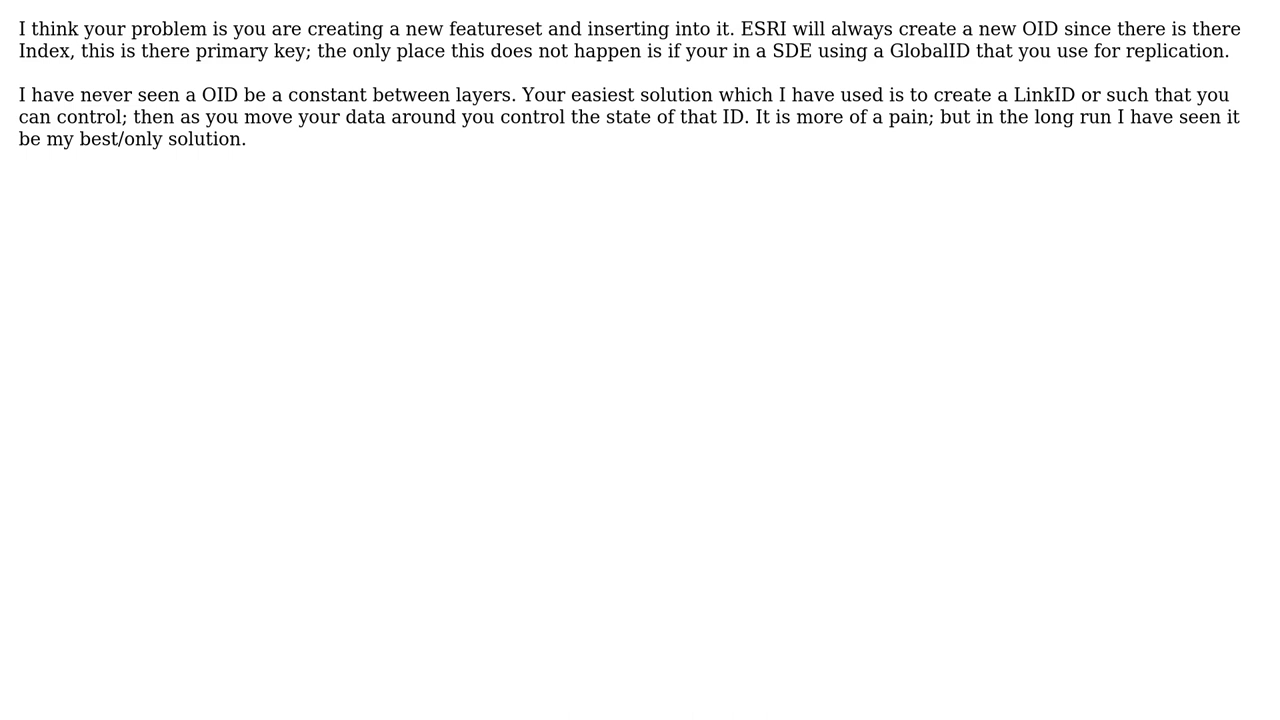 I think your problem is you are creating a new featureset and inserting into it. ESRI will always create a new OID since there is there
Index, this is there primary key; the only place this does not happen is if your in a SDE using a GlobalID that you use for replication.
I have never seen a OID be a constant between layers. Your easiest solution which I have used is to create a LinkID or such that you
can control; then as you move your data around you control the state of that ID. It is more of a pain; but in the long run I have seen it
be my best/only solution.